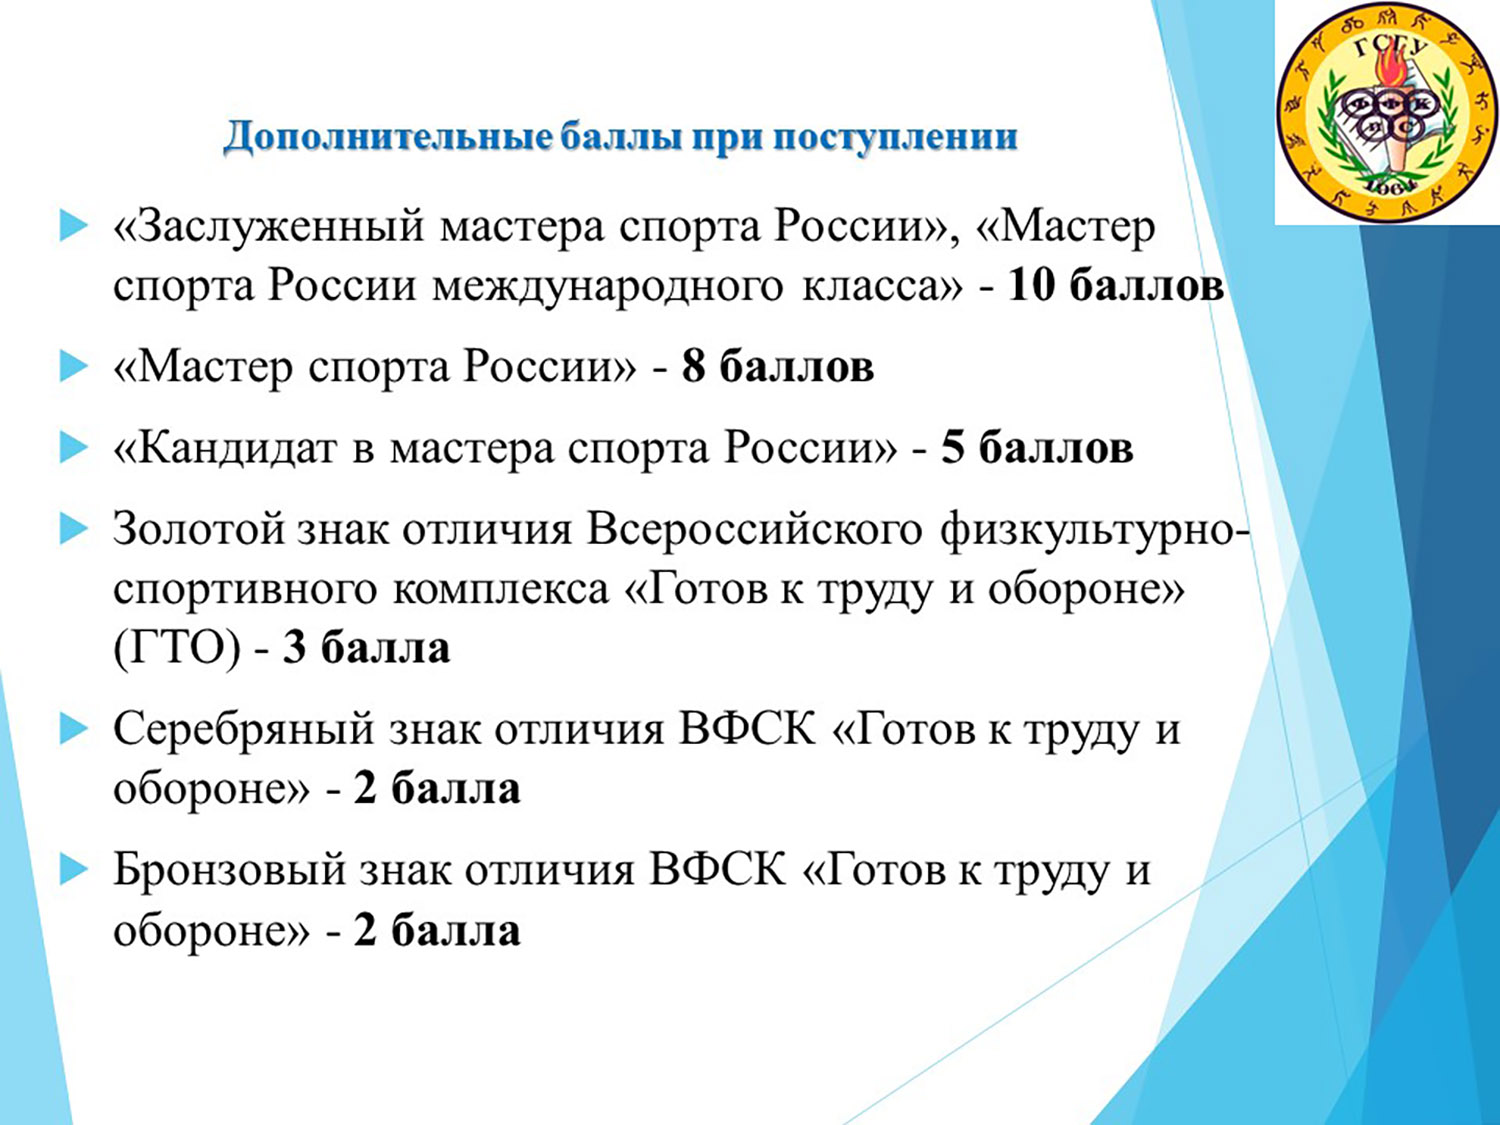 ГСГУ
ФФК
иС
1964
Дополнительные баллы при поступлении
«Заслуженный мастера спорта России», «Мастер
спорта России международного класса» - 10 баллов
«Мастер спорта России» - 8 баллов
«Кандидат в мастера спорта России» - 5 баллов
Золотой знак отличия Всероссийского физкультурно-
спортивного комплекса «Готов к труду и обороне»
(ГТО) - 3 балла
Серебряный знак отличия ВФСК «Готов к труду и
обороне» - 2 балла
Бронзовый знак отличия ВФСК «Готов к труду и
обороне» - 2 балла